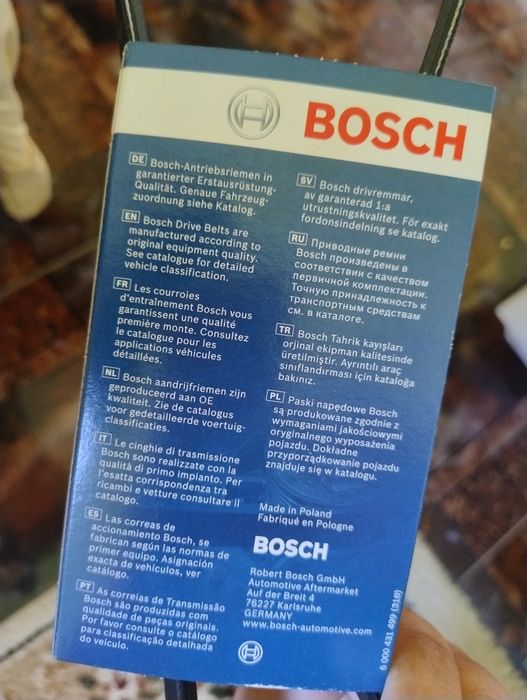 BOSCH
DE Bosch-Antriebsriemen in
garantierter Erstausrüstung-
Qualität. Genaue Fahrzeug-
zuordnung siehe Katalog.
EN Bosch Drive Belts are
manufactured according to
original equipment quality.
See catalogue for detailed
vehicle classification.
FR Les courroies
d'entraînement Bosch vous
garantissent une qualité
première monte. Consultez
le catalogue pour les
applications véhicules
détaillées.
NL Bosch aandrijfriemen zijn
geproduceerd aan OE
kwaliteit. Zie de catalogus
voor gedetailleerde voertuig-
classificaties.
IT Le cinghie di trasmissione
Bosch sono realizzate con la
qualità di primo impianto. Per
l'esatta corrispondenza tra
ricambi e vetture consultare il
catalogo.
ES Las correas de
accionamiento Bosch, se
fabrican según las normas de
primer equipo. Asignación
exacta de vehículos, ver
catálogo.
PT As correias de Transmissão
Bosch são produzidas com
qualidade de peças originais.
Por favor consulte o catálogo
para classificação detalhada
do veículo.
SV Bosch drivremmar,
av garanterad 1:a
utrustningskvalitet. För exakt
fordonsindelning se katalog.
RU Приводные ремни
Bosch произведены в
соответствии с качеством
первичной комплектации.
Точную принадлежность к
транспортным средствам
см. в каталоге.
TR Bosch Tahrik kayışları
orjinal ekipman kalitesinde
üretilmiştir. Ayrıntılı araç
sınıflandırması için kataloğa
bakınız.
PL Paski napędowe Bosch
są produkowane zgodnie z
wymaganiami jakościowymi
oryginalnego wyposażenia
pojazdu. Dokładne
przyporządkowanie pojazdu
znajduje się w katalogu.
Made in Poland
Fabriqué en Pologne
BOSCH
Robert Bosch GmbH
Automotive Aftermarket
Auf der Breit 4
76227 Karlsruhe
GERMANY
www.bosch-automotive.com
6 000 431 499 (316)